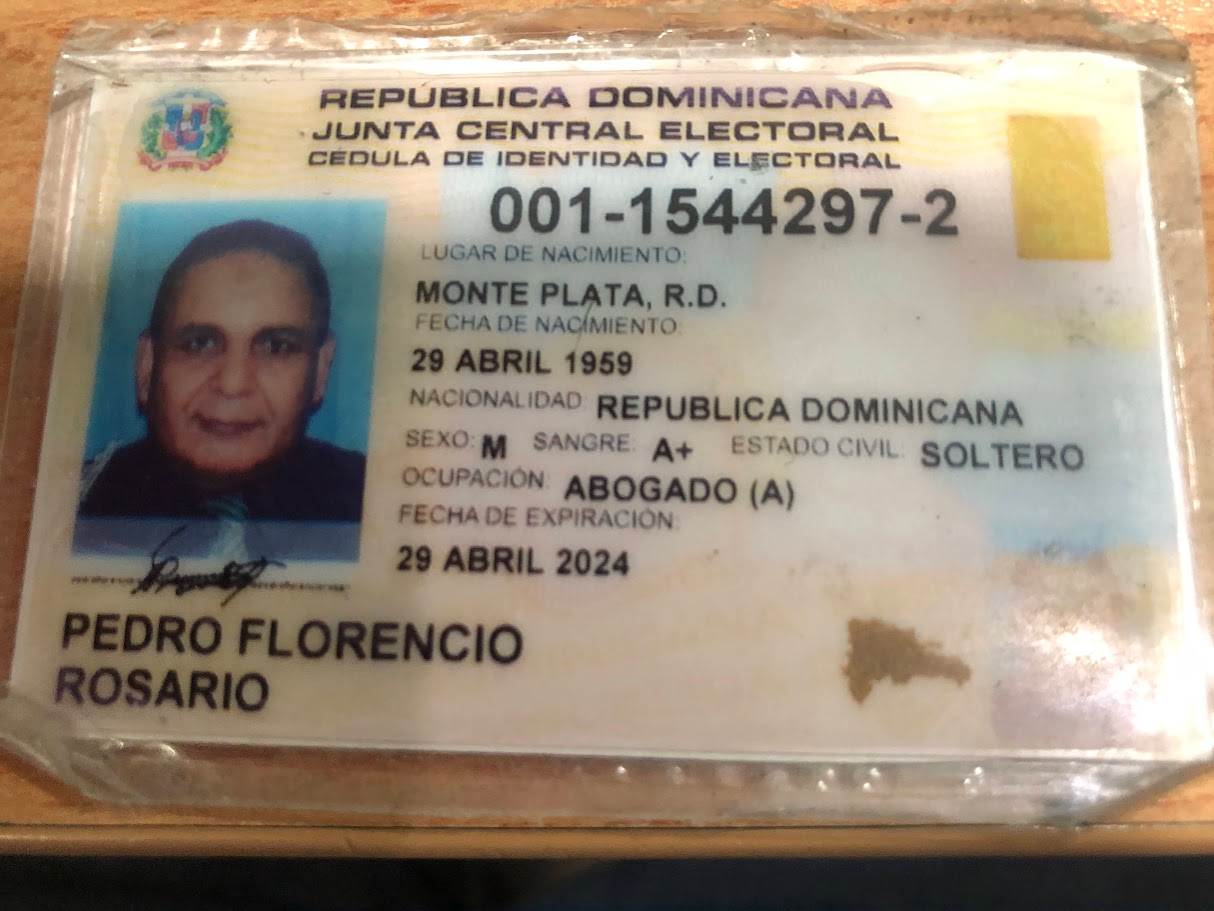 REPUBLICA DOMINICANA
JUNTA CENTRAL ELECTORAL
CÉDULA DE IDENTIDAD Y ELECTORAL
001-1544297-2
LUGAR DE NACIMIENTO:
MONTE PLATA, R.D.
FECHA DE NACIMIENTO:
29 ABRIL 1959
NACIONALIDAD: REPUBLICA DOMINICANA
SEXO: M SANGRE: A+ ESTADO CIVIL: SOLTERO
OCUPACIÓN: ABOGADO (A)
FECHA DE EXPIRACIÓN:
29 ABRIL 2024
PEDRO FLORENCIO
ROSARIO